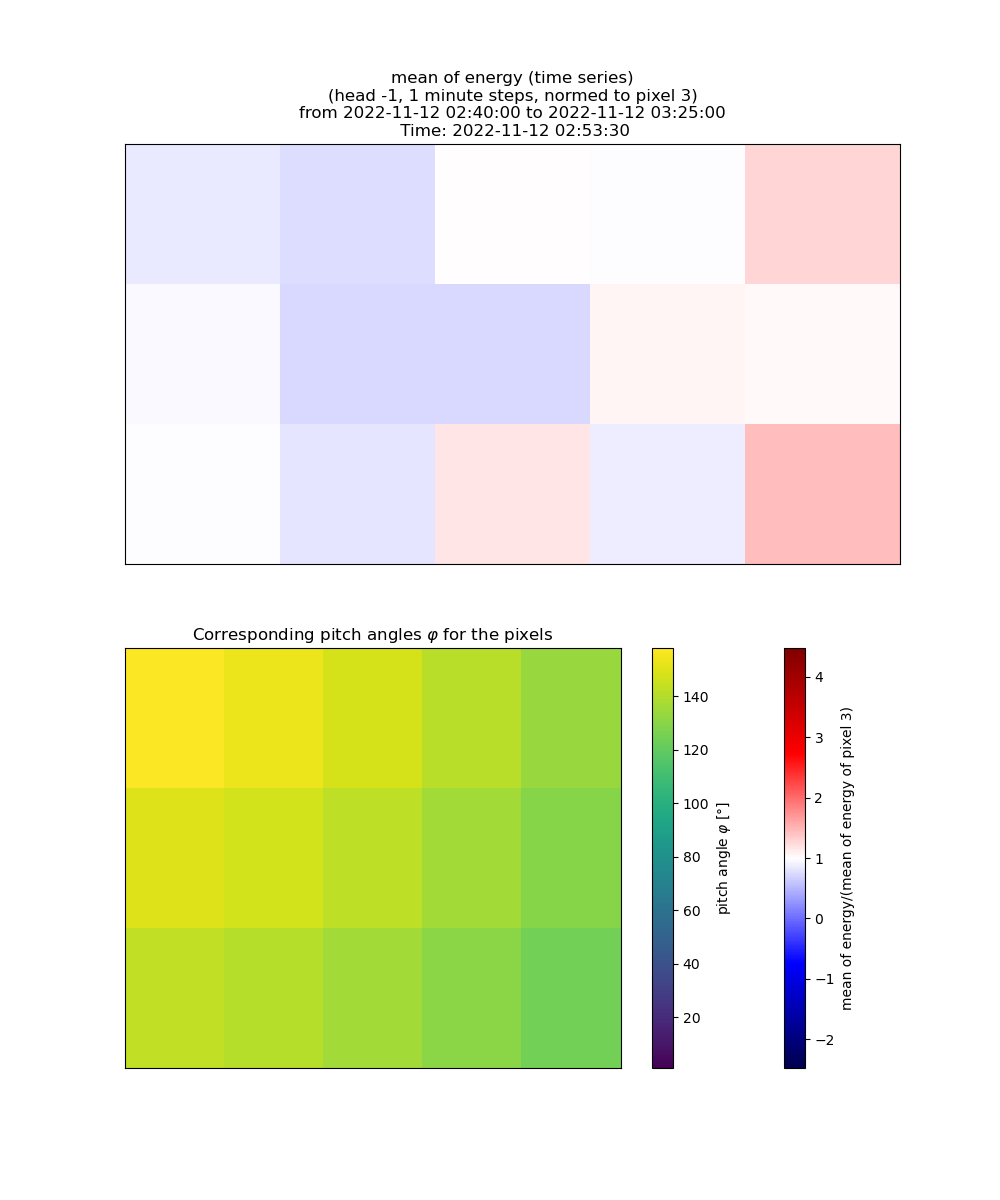 mean of energy (time series)
(head -1, 1 minute steps, normed to pixel 3)
from 2022-11-12 02:40:00 to 2022-11-12 03:25:00
Time: 2022-11-12 02:53:30
Corresponding pitch angles φ for the pixels
140
120
100
80
60
40
20
pitch angle φ [°]
4
3
2
1
0
−1
−2
mean of energy/(mean of energy of pixel 3)